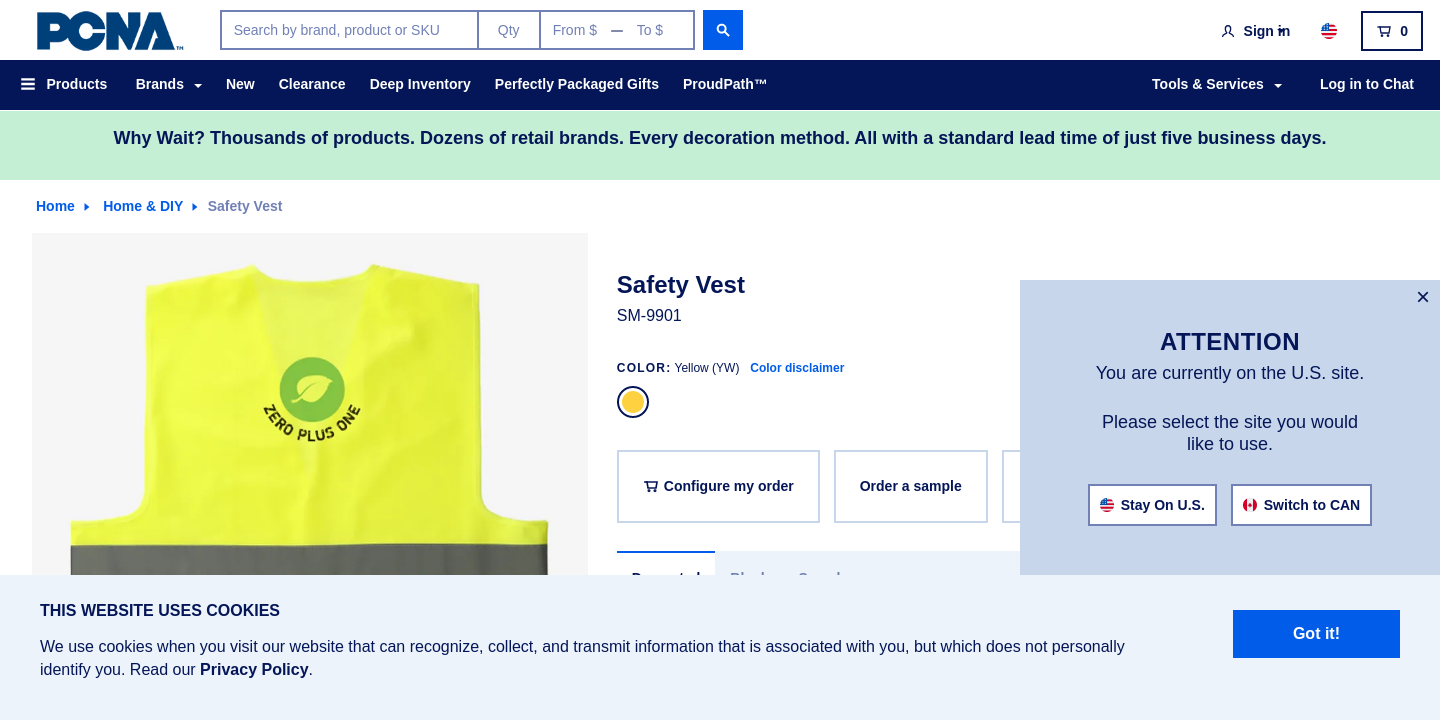 PCNA™
Search by brand, product or SKU
Qty
From $ — To $
Sign in
0
Products
Brands
New
Clearance
Deep Inventory
Perfectly Packaged Gifts
ProudPath™
Tools & Services
Log in to Chat
Why Wait? Thousands of products. Dozens of retail brands. Every decoration method. All with a standard lead time of just five business days.
Home
Home & DIY
Safety Vest
ZERO PLUS ONE
Safety Vest
SM-9901
COLOR: Yellow (YW) Color disclaimer
Configure my order
Order a sample
×
ATTENTION
You are currently on the U.S. site.
Please select the site you would
like to use.
Stay On U.S.
Switch to CAN
THIS WEBSITE USES COOKIES
We use cookies when you visit our website that can recognize, collect, and transmit information that is associated with you, but which does not personally
identify you. Read our Privacy Policy.
Got it!